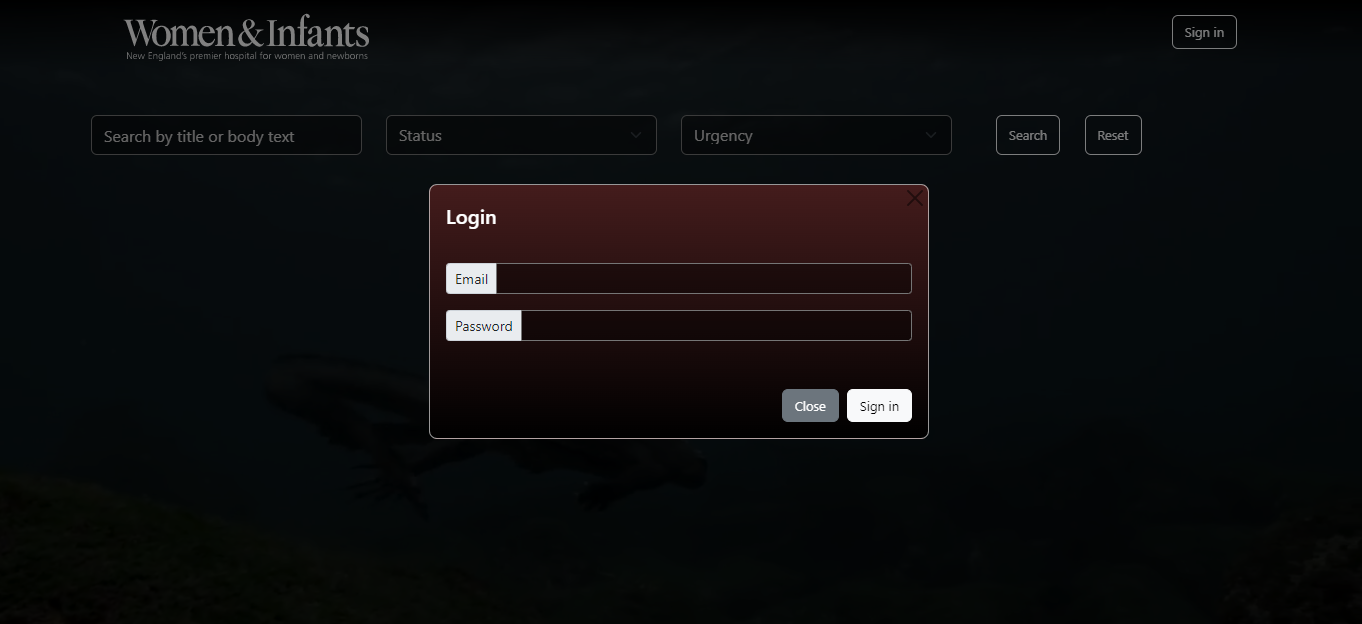 Women & Infants
New England's premier hospital for women and newborns
Sign in
Search by title or body text
Status
Urgency
Search
Reset
Login
Email
Password
Close
Sign in